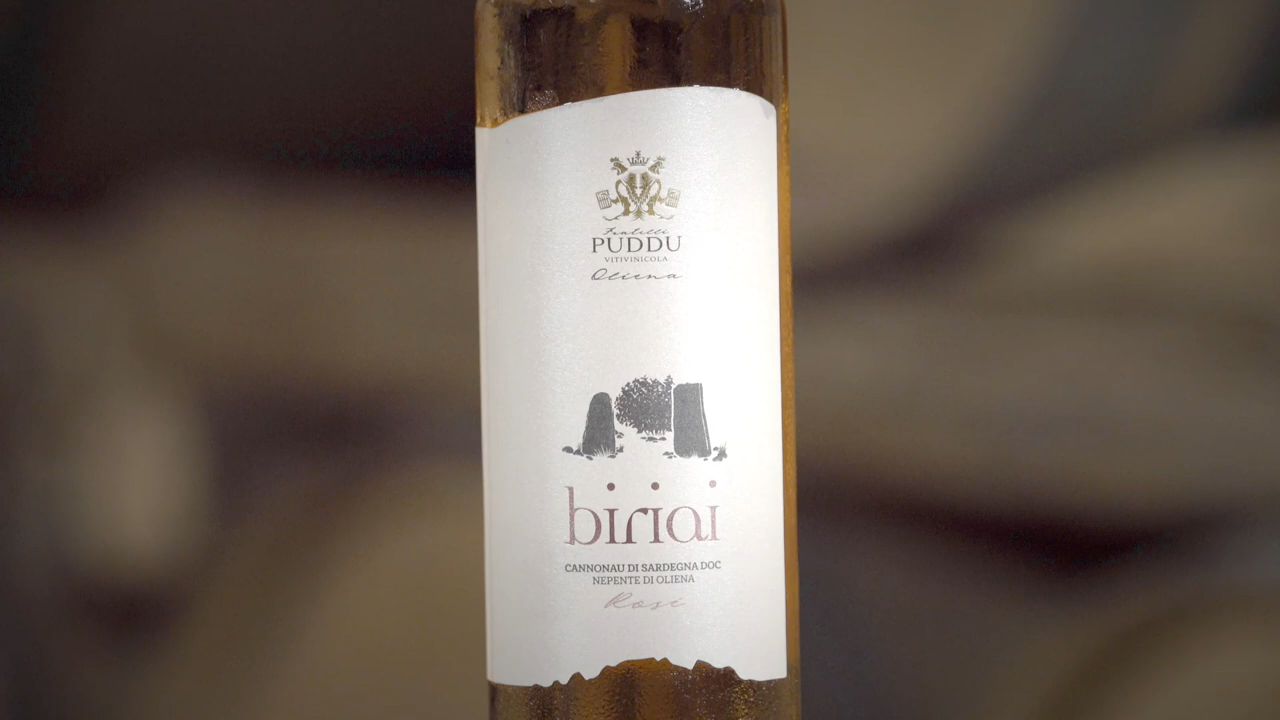 Fratelli
PUDDU
VITIVINICOLA
Oliena
biriai
CANNONAU DI SARDEGNA DOC
NEPENTE DI OLIENA
Rosé